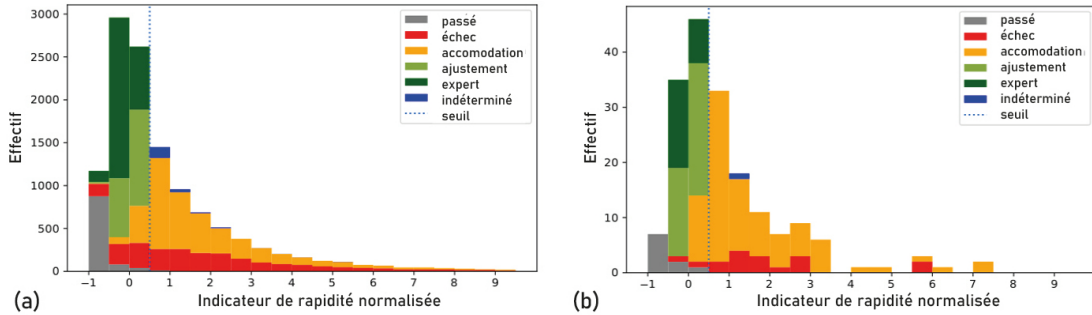 3000
2500
2000
1500
1000
500
0
Effectif
passé
échec
accomodation
ajustement
expert
indéterminé
seuil
−1 0 1 2 3 4 5 6 7 8 9
Indicateur de rapidité normalisée
(a)
40
30
20
10
0
Effectif
passé
échec
accomodation
ajustement
expert
indéterminé
seuil
−1 0 1 2 3 4 5 6 7 8 9
Indicateur de rapidité normalisée
(b)